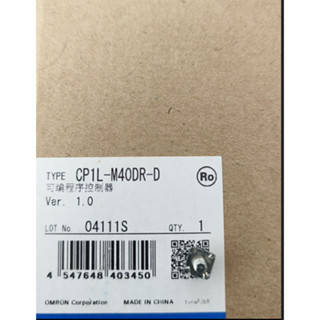 TYPE CP1L-M40DR-D
Ro
可编程序控制器
Ver. 1.0
LOT No 04111S QTY. 1
4 547648 403450
OMRON Corporation MADE IN CHINA